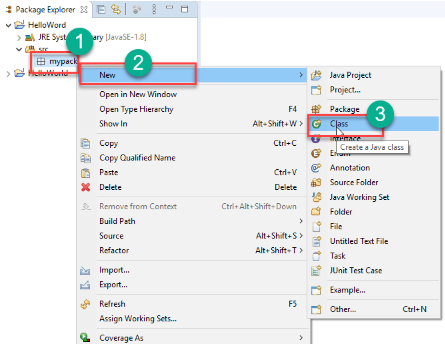 Package Explorer
HelloWord
JRE System Library [JavaSE-1.8]
src
mypack
HelloWorld
1
2
3
New
Open in New Window
Open Type Hierarchy F4
Show In Alt+Shift+W
Copy Ctrl+C
Copy Qualified Name
Paste Ctrl+V
Delete Delete
Remove from Context Ctrl+Alt+Shift+Down
Build Path
Source Alt+Shift+S
Refactor Alt+Shift+T
Import...
Export...
Refresh F5
Assign Working Sets...
Coverage As
Java Project
Project...
Package
Class
Interface
Create a Java class
Enum
Annotation
Source Folder
Java Working Set
Folder
File
Untitled Text File
Task
JUnit Test Case
Example...
Other... Ctrl+N